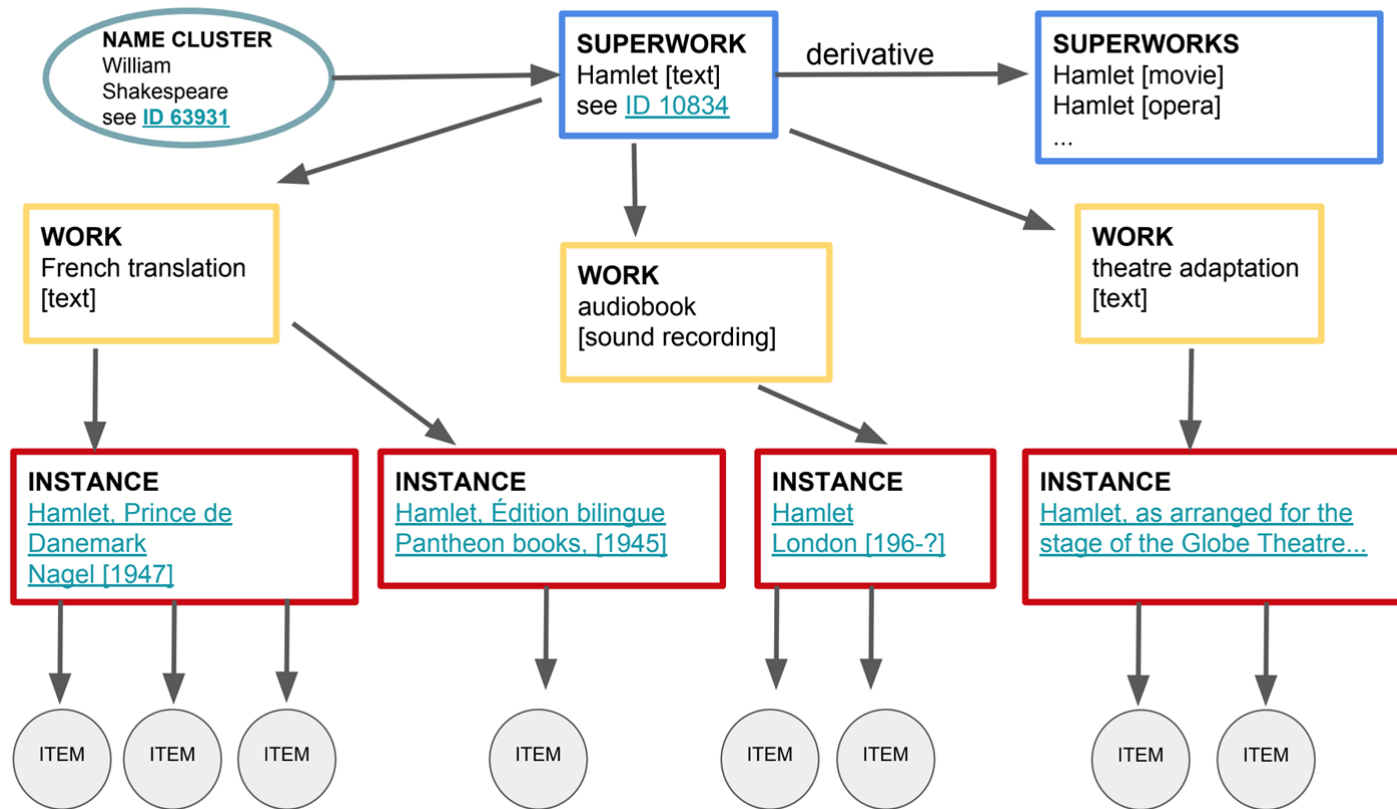 NAME CLUSTER
William
Shakespeare
see ID 63931
SUPERWORK
Hamlet [text]
see ID 10834
derivative
SUPERWORKS
Hamlet [movie]
Hamlet [opera]
...
WORK
French translation
[text]
WORK
audiobook
[sound recording]
WORK
theatre adaptation
[text]
INSTANCE
Hamlet, Prince de
Danemark
Nagel [1947]
INSTANCE
Hamlet, Édition bilingue
Pantheon books, [1945]
INSTANCE
Hamlet
London [196-?]
INSTANCE
Hamlet, as arranged for the
stage of the Globe Theatre...
ITEM
ITEM
ITEM
ITEM
ITEM
ITEM
ITEM
ITEM